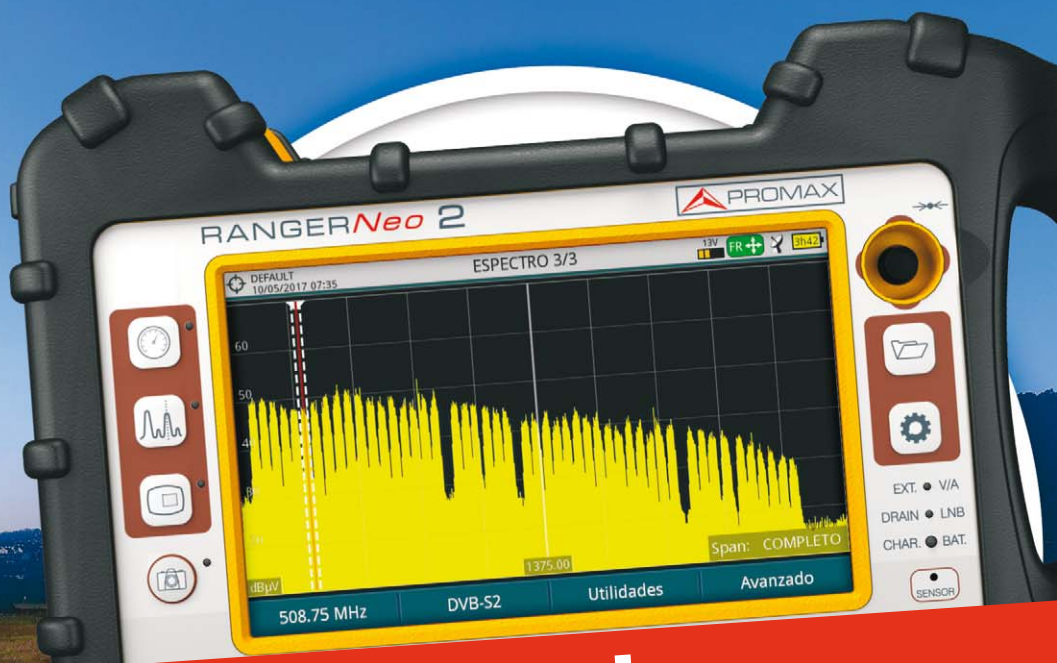 RANGERNeo 2
PROMAX
DEFAULT
10/05/2017 07:35
ESPECTRO 3/3
13V
FR
3h42
60
50
40
dBµV
1375.00
Span: COMPLETO
508.75 MHz
DVB-S2
Utilidades
Avanzado
EXT. V/A
DRAIN LNB
CHAR. BAT.
SENSOR